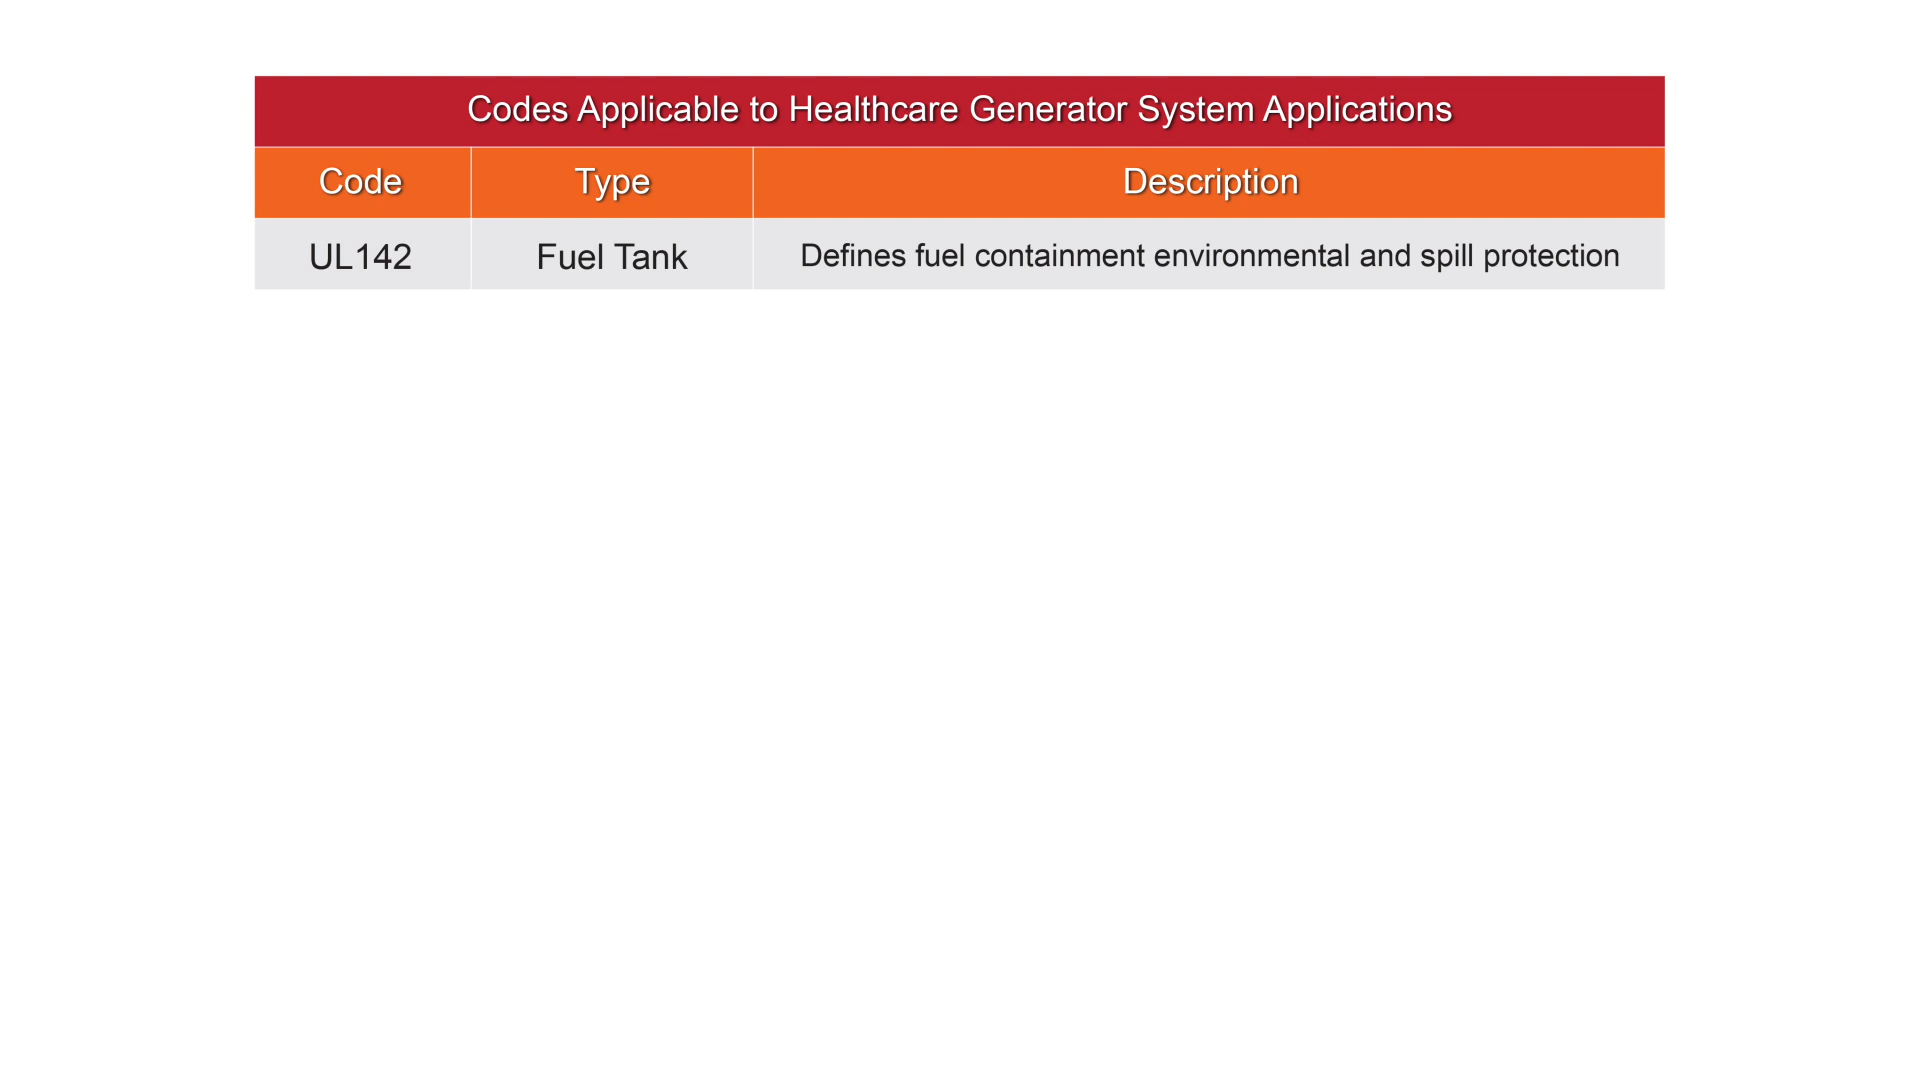 Codes Applicable to Healthcare Generator System Applications
Code Type Description
UL142 Fuel Tank Defines fuel containment environmental and spill protection